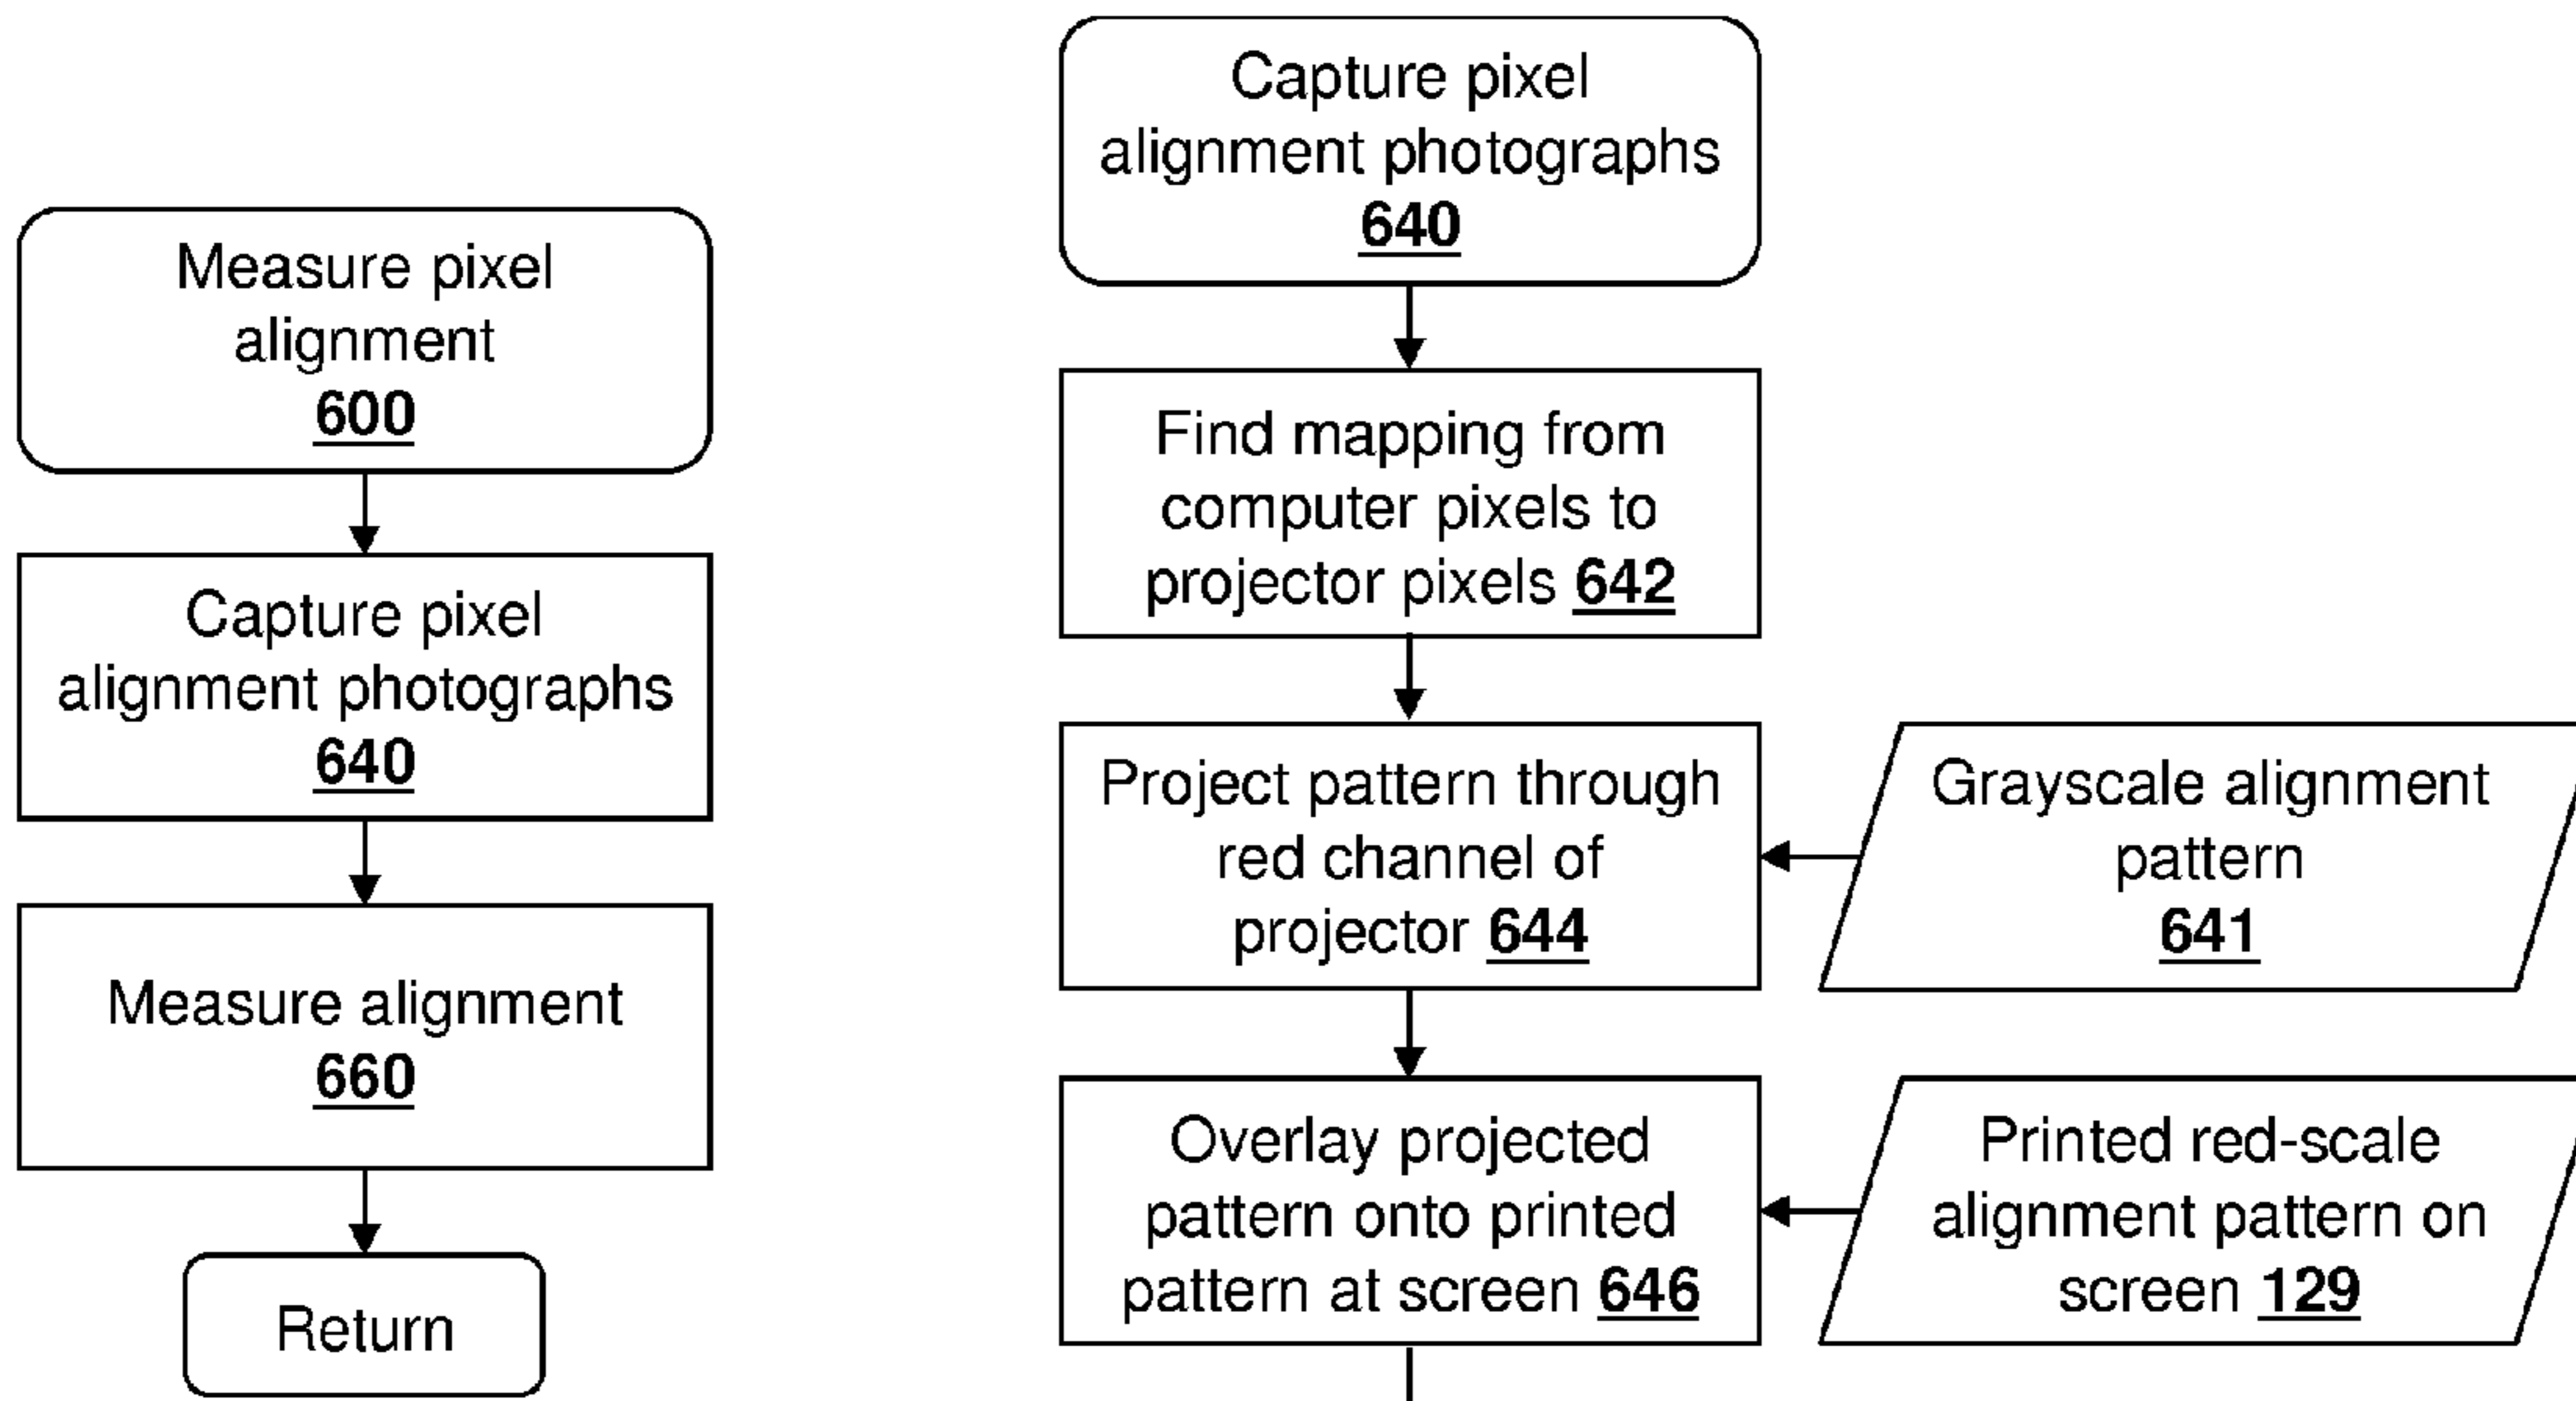 Measure pixel
alignment
600
Capture pixel
alignment photographs
640
Measure alignment
660
Return
Capture pixel
alignment photographs
640
Find mapping from
computer pixels to
projector pixels 642
Project pattern through
red channel of
projector 644
Grayscale alignment
pattern
641
Overlay projected
pattern onto printed
pattern at screen 646
Printed red-scale
alignment pattern on
screen 129